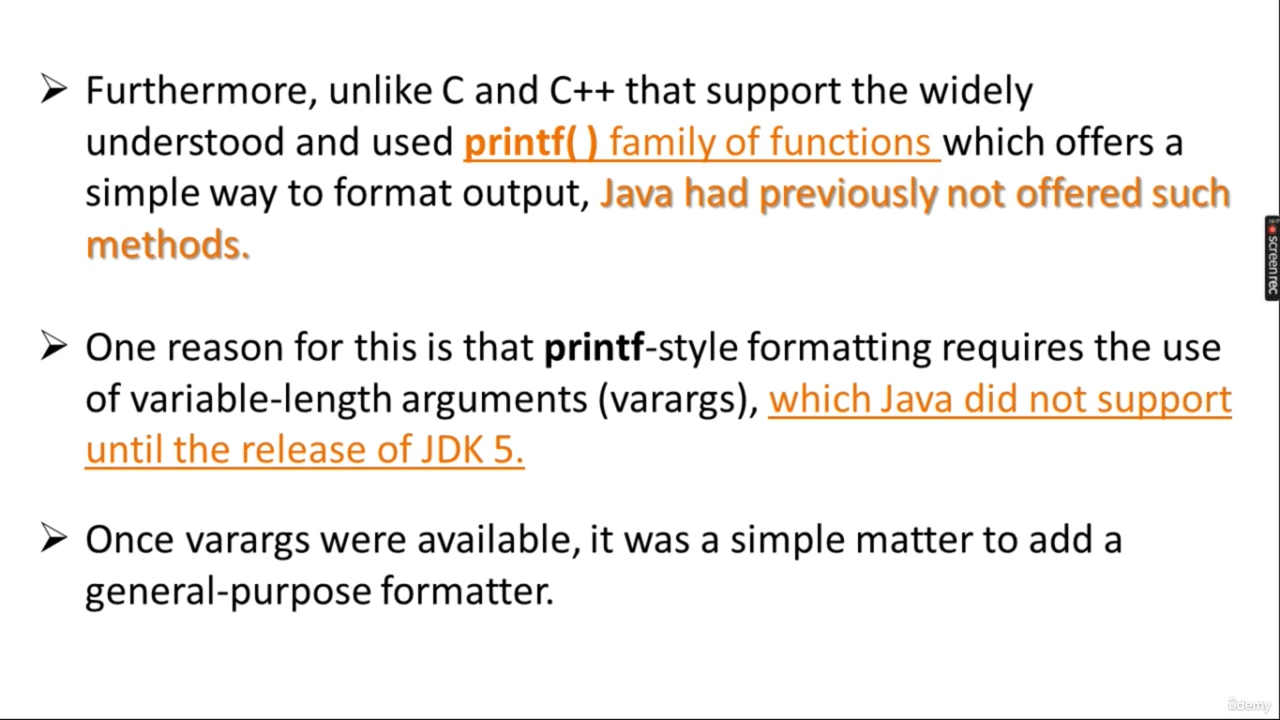 ➢ Furthermore, unlike C and C++ that support the widely
understood and used printf( ) family of functions which offers a
simple way to format output, Java had previously not offered such
methods.
➢ One reason for this is that printf-style formatting requires the use
of variable-length arguments (varargs), which Java did not support
until the release of JDK 5.
➢ Once varargs were available, it was a simple matter to add a
general-purpose formatter.
screen rec
ûdemy